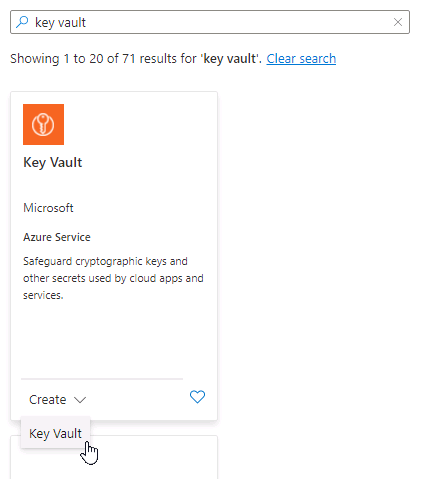 key vault
Showing 1 to 20 of 71 results for 'key vault'. Clear search
Key Vault
Microsoft
Azure Service
Safeguard cryptographic keys and
other secrets used by cloud apps and
services.
Create
Key Vault